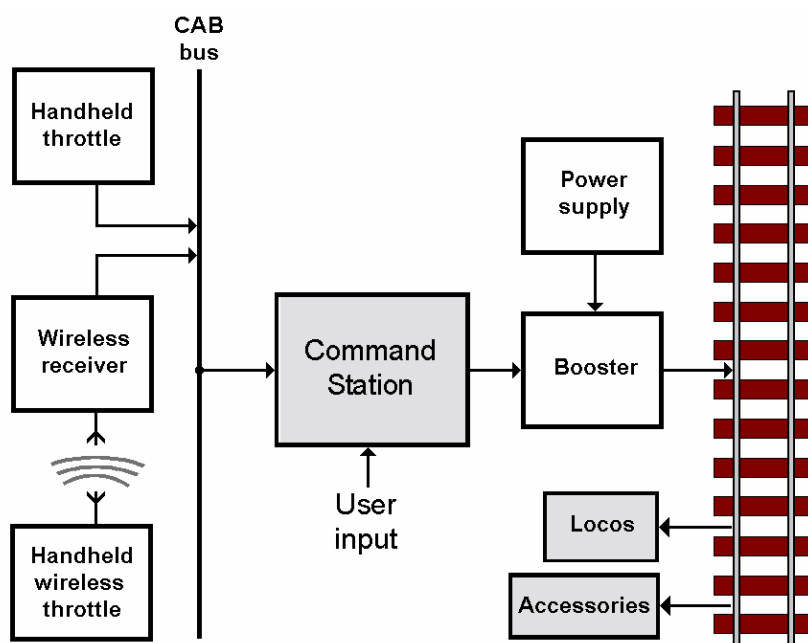 CAB
bus
Handheld
throttle
Power
supply
Wireless
receiver
Command
Station
Booster
User
input
Locos
Handheld
wireless
throttle
Accessories